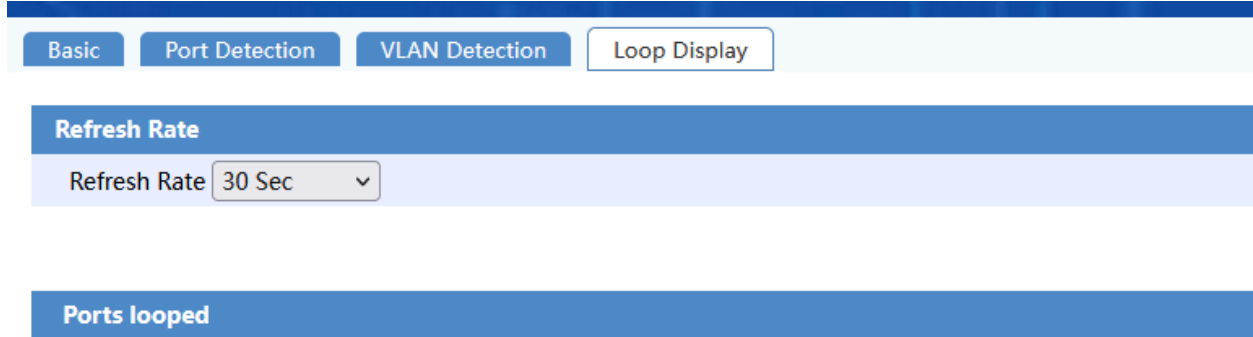 Basic Port Detection VLAN Detection Loop Display
Refresh Rate
Refresh Rate 30 Sec
Ports looped